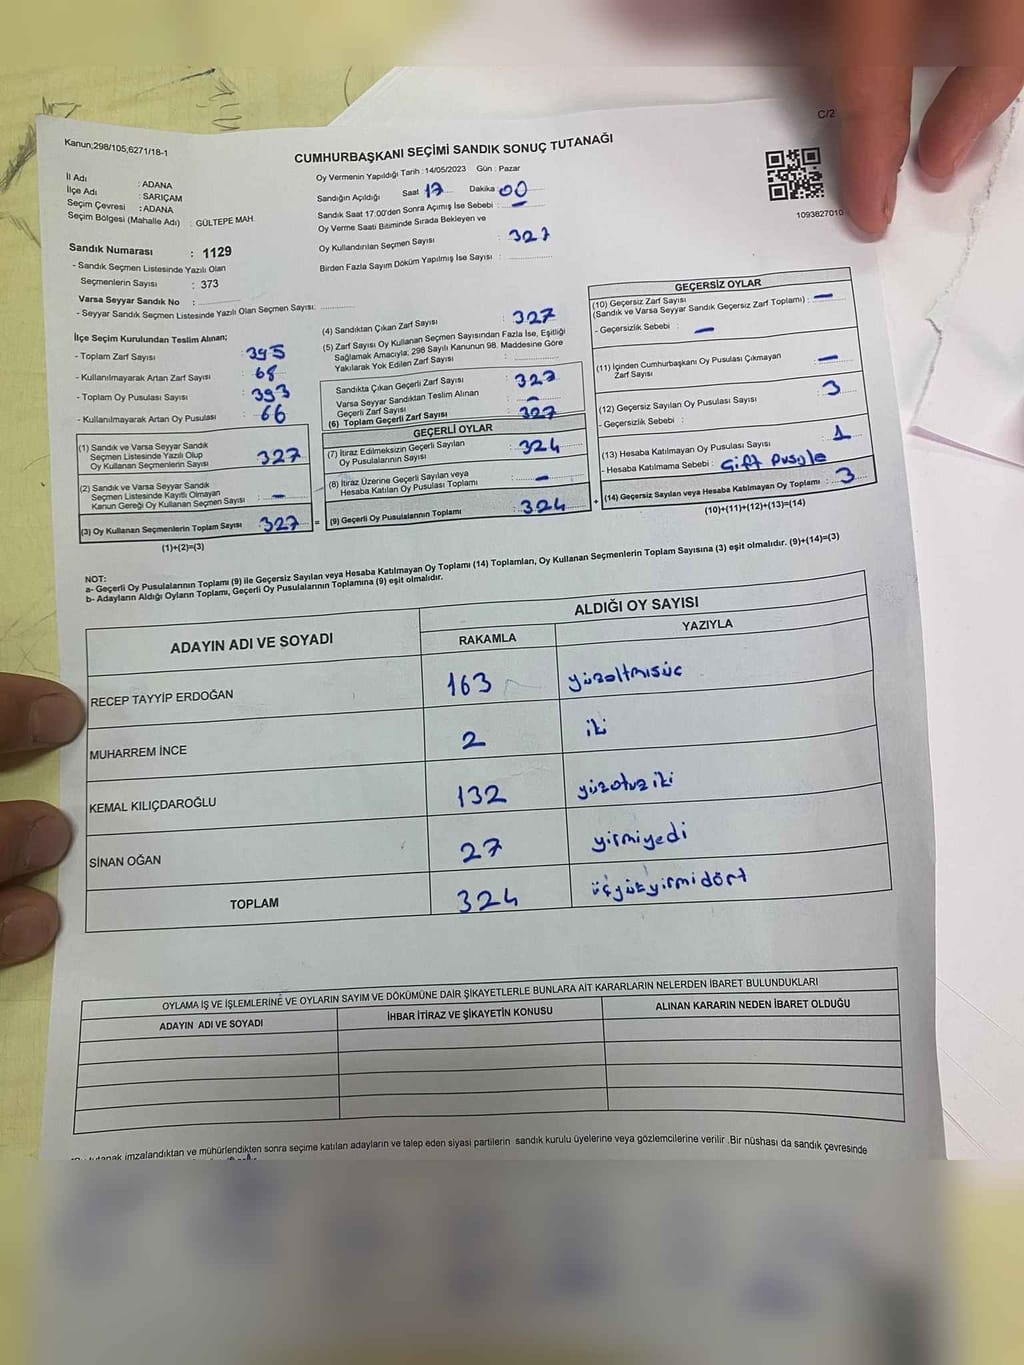 C/2
Kanun;298/105,6271/18-1
CUMHURBAŞKANI SEÇİMİ SANDIK SONUÇ TUTANAĞI
1093827010
İl Adı : ADANA
İlçe Adı : SARIÇAM
Seçim Çevresi : ADANA
Seçim Bölgesi (Mahalle Adı) : GÜLTEPE MAH.
Sandık Numarası : 1129
- Sandık Seçmen Listesinde Yazılı Olan
Seçmenlerin Sayısı : 373
Varsa Seyyar Sandık No : ............
- Seyyar Sandık Seçmen Listesinde Yazılı Olan Seçmen Sayısı: ............
Oy Vermenin Yapıldığı Tarih : 14/05/2023 Gün : Pazar
Sandığın Açıldığı Saat 17 Dakika 00
Sandık Saat 17:00'den Sonra Açımış İse Sebebi : —
Oy Verme Saati Bitiminde Sırada Bekleyen ve
Oy Kullandırılan Seçmen Sayısı : 327
Birden Fazla Sayım Döküm Yapılmış İse Sayısı : ............
İlçe Seçim Kurulundan Teslim Alınan;
- Toplam Zarf Sayısı : 395
- Kullanılmayarak Artan Zarf Sayısı : 68
- Toplam Oy Pusulası Sayısı : 393
- Kullanılmayarak Artan Oy Pusulası : 66
(1) Sandık ve Varsa Seyyar Sandık
Seçmen Listesinde Yazılı Olup
Oy Kullanan Seçmenlerin Sayısı : 327
(2) Sandık ve Varsa Seyyar Sandık
Seçmen Listesinde Kayıtlı Olmayan
Kanun Gereği Oy Kullanan Seçmen Sayısı : —
(3) Oy Kullanan Seçmenlerin Toplam Sayısı : 327 =
(1)+(2)=(3)
(4) Sandıktan Çıkan Zarf Sayısı : 327
(5) Zarf Sayısı Oy Kullanan Seçmen Sayısından Fazla İse, Eşitliği
Sağlamak Amacıyla; 298 Sayılı Kanunun 98. Maddesine Göre
Yakılarak Yok Edilen Zarf Sayısı : ............
Sandıkta Çıkan Geçerli Zarf Sayısı : 327
Varsa Seyyar Sandıktan Teslim Alınan
Geçerli Zarf Sayısı : —
(6) Toplam Geçerli Zarf Sayısı : 327
GEÇERLİ OYLAR
(7) İtiraz Edilmeksizin Geçerli Sayılan
Oy Pusulalarının Sayısı : 324
(8) İtiraz Üzerine Geçerli Sayılan veya
Hesaba Katılan Oy Pusulası Toplamı : —
(9) Geçerli Oy Pusulalarının Toplamı : 324 +
GEÇERSİZ OYLAR
(10) Geçersiz Zarf Sayısı
(Sandık ve Varsa Seyyar Sandık Geçersiz Zarf Toplamı) : —
- Geçersizlik Sebebi : —
(11) İçinden Cumhurbaşkanı Oy Pusulası Çıkmayan
Zarf Sayısı : —
(12) Geçersiz Sayılan Oy Pusulası Sayısı : 3
- Geçersizlik Sebebi :
(13) Hesaba Katılmayan Oy Pusulası Sayısı : 1
- Hesaba Katılmama Sebebi : Gift Pusyle
(14) Geçersiz Sayılan veya Hesaba Katılmayan Oy Toplamı : 3
(10)+(11)+(12)+(13)=(14)
NOT:
a- Geçerli Oy Pusulalarının Toplamı (9) ile Geçersiz Sayılan veya Hesaba Katılmayan Oy Toplamı (14) Toplamları, Oy Kullanan Seçmenlerin Toplam Sayısına (3) eşit olmalıdır. (9)+(14)=(3)
b- Adayların Aldığı Oyların Toplamı, Geçerli Oy Pusulalarının Toplamına (9) eşit olmalıdır.
ADAYIN ADI VE SOYADI ALDIĞI OY SAYISI
RAKAMLA YAZIYLA
RECEP TAYYİP ERDOĞAN 163 yüzaltmışüç
MUHARREM İNCE 2 iki
KEMAL KILIÇDAROĞLU 132 yüzotuz iki
SİNAN OĞAN 27 yirmiyedi
TOPLAM 324 üçyüzyirmidört
OYLAMA İŞ VE İŞLEMLERİNE VE OYLARIN SAYIM VE DÖKÜMÜNE DAİR ŞİKAYETLERLE BUNLARA AİT KARARLARIN NELERDEN İBARET BULUNDUKLARI
ADAYIN ADI VE SOYADI İHBAR İTİRAZ VE ŞİKAYETİN KONUSU ALINAN KARARIN NEDEN İBARET OLDUĞU
tutanak imzalandıktan ve mühürlendikten sonra seçime katılan adayların ve talep eden siyasi partilerin sandık kurulu üyelerine veya gözlemcilerine verilir .Bir nüshası da sandık çevresinde